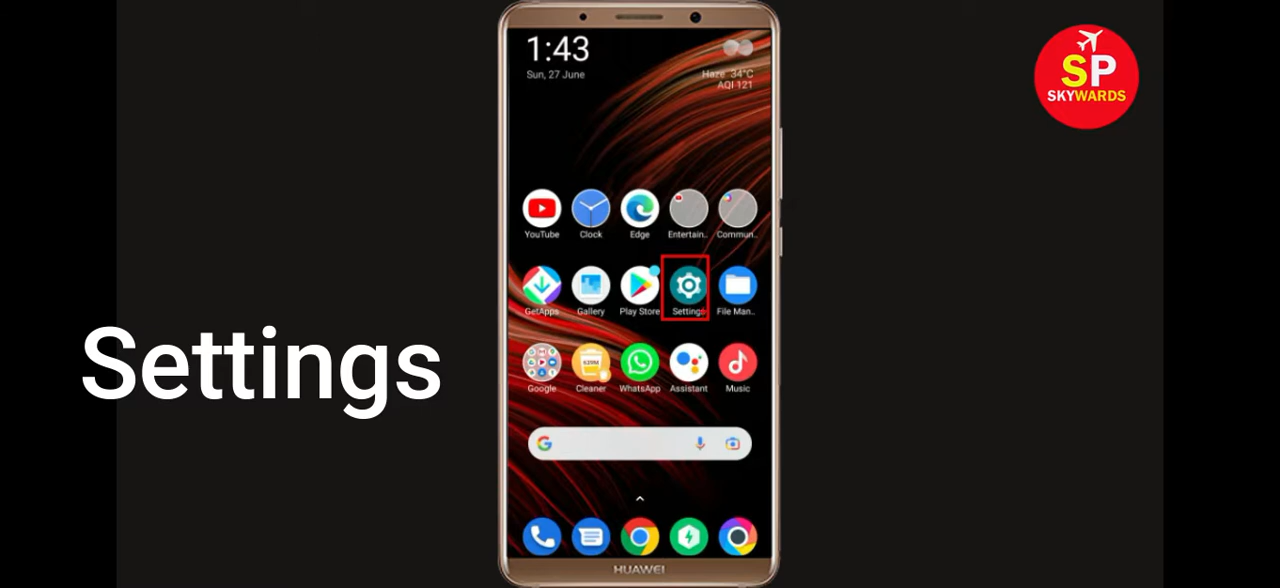 1:43
Sun, 27 June
Haze 34°C
AQI 121
SP
SKYWARDS
YouTube
Clock
Edge
Entertain..
Commun..
GetApps
Gallery
Play Store
Settings
File Man..
Settings
Google
Cleaner
WhatsApp
Assistant
Music
HUAWEI